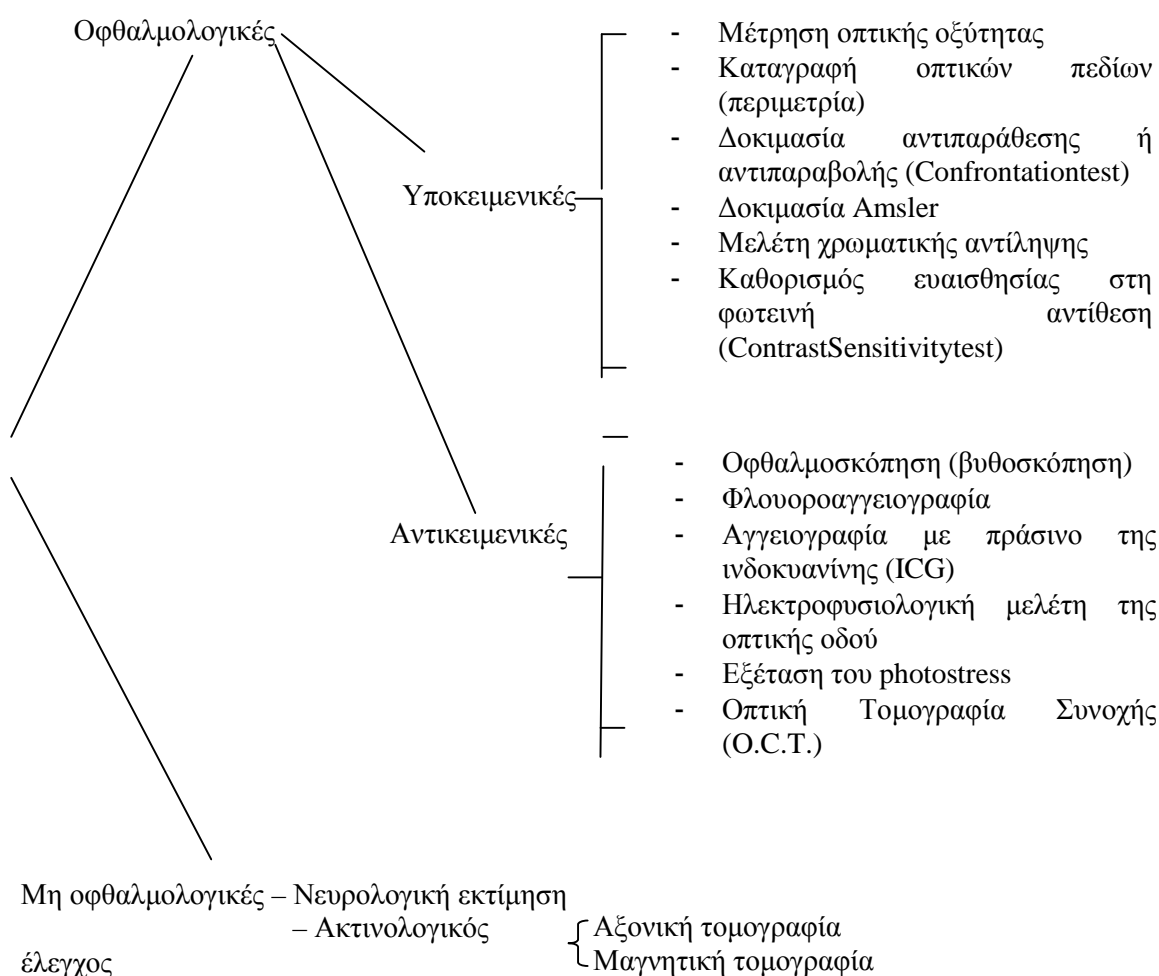 Οφθαλμολογικές
- Μέτρηση οπτικής οξύτητας
- Καταγραφή οπτικών πεδίων
(περιμετρία)
- Δοκιμασία αντιπαράθεσης ή
αντιπαραβολής (Confrontationtest)
Υποκειμενικές
- Δοκιμασία Amsler
- Μελέτη χρωματικής αντίληψης
- Καθορισμός ευαισθησίας στη
φωτεινή αντίθεση
(ContrastSensitivitytest)
- Οφθαλμοσκόπηση (βυθοσκόπηση)
- Φλουοροαγγειογραφία
Αντικειμενικές
- Αγγειογραφία με πράσινο της
ινδοκυανίνης (ICG)
- Ηλεκτροφυσιολογική μελέτη της
οπτικής οδού
- Εξέταση του photostress
- Οπτική Τομογραφία Συνοχής
(O.C.T.)
Μη οφθαλμολογικές – Νευρολογική εκτίμηση
– Ακτινολογικός
έλεγχος
Αξονική τομογραφία
Μαγνητική τομογραφία